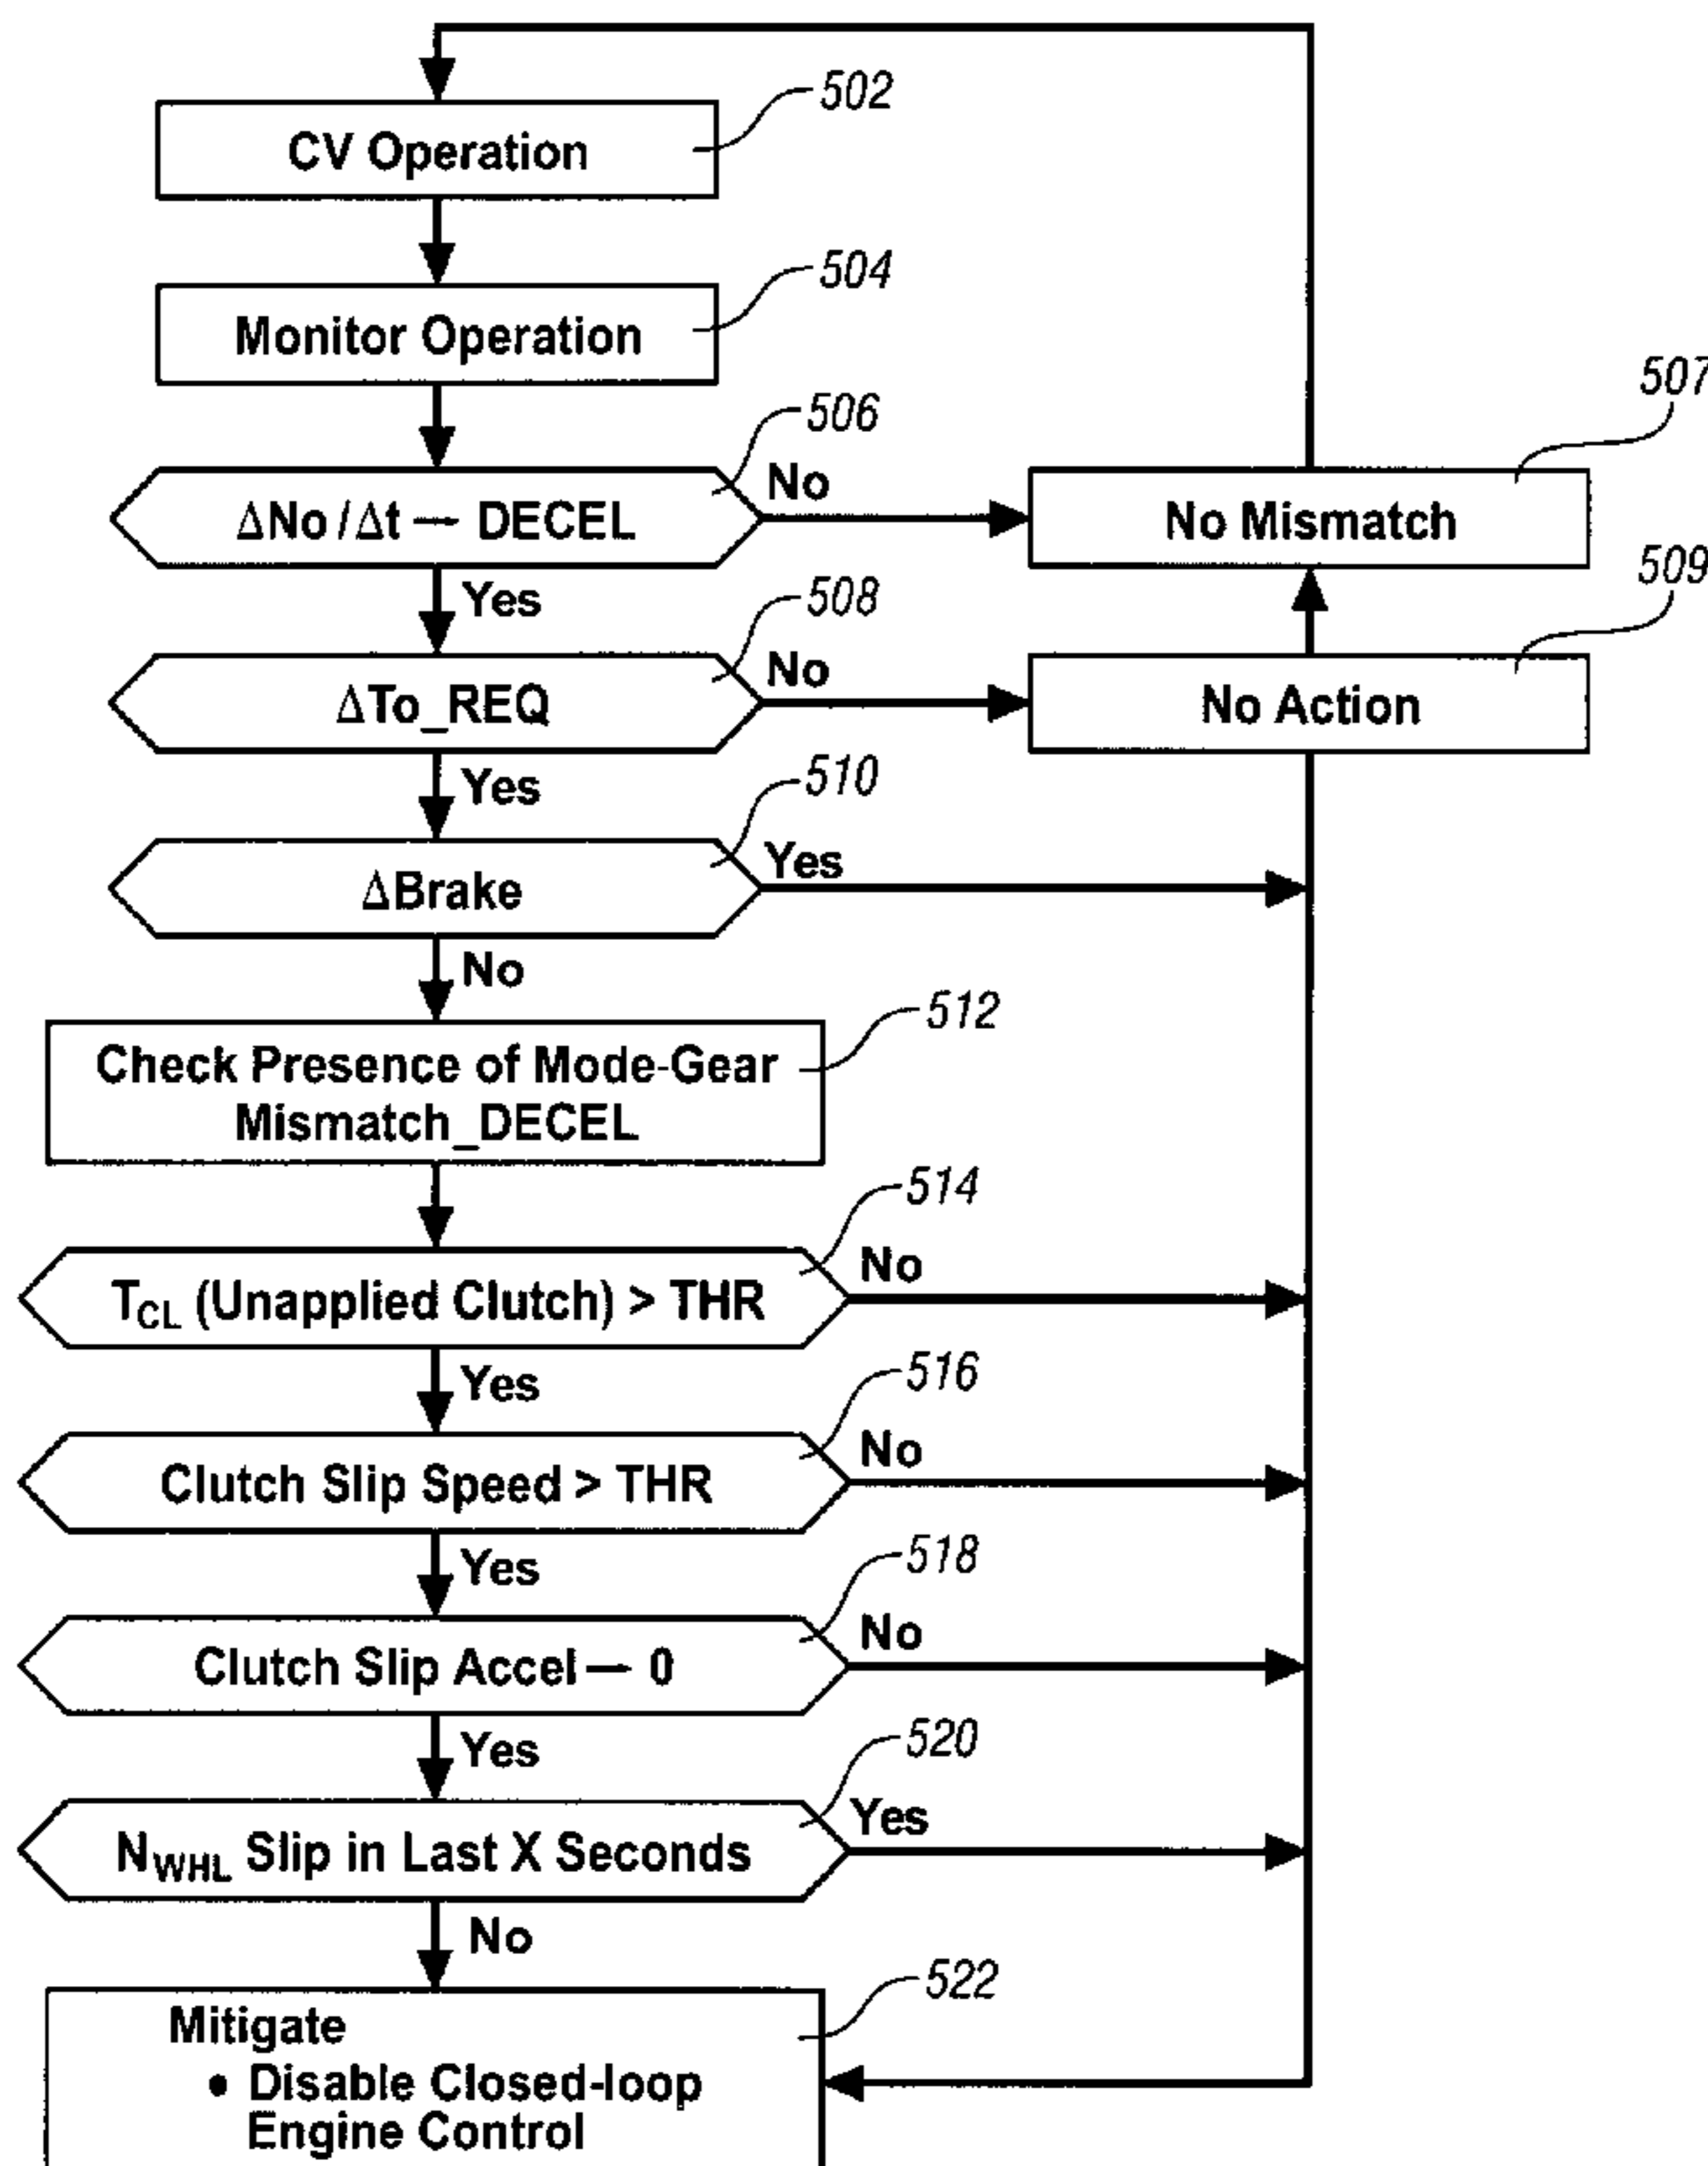 502
CV Operation
504
Monitor Operation
507
506
ΔNo/Δt — DECEL
No
No Mismatch
509
Yes
508
ΔTo_REQ
No
No Action
Yes
510
ΔBrake
Yes
No
512
Check Presence of Mode-Gear
Mismatch_DECEL
514
T_CL (Unapplied Clutch) > THR
No
Yes
516
Clutch Slip Speed > THR
No
Yes
518
Clutch Slip Accel — 0
No
Yes
520
N_WHL Slip in Last X Seconds
Yes
No
522
Mitigate
• Disable Closed-loop
Engine Control